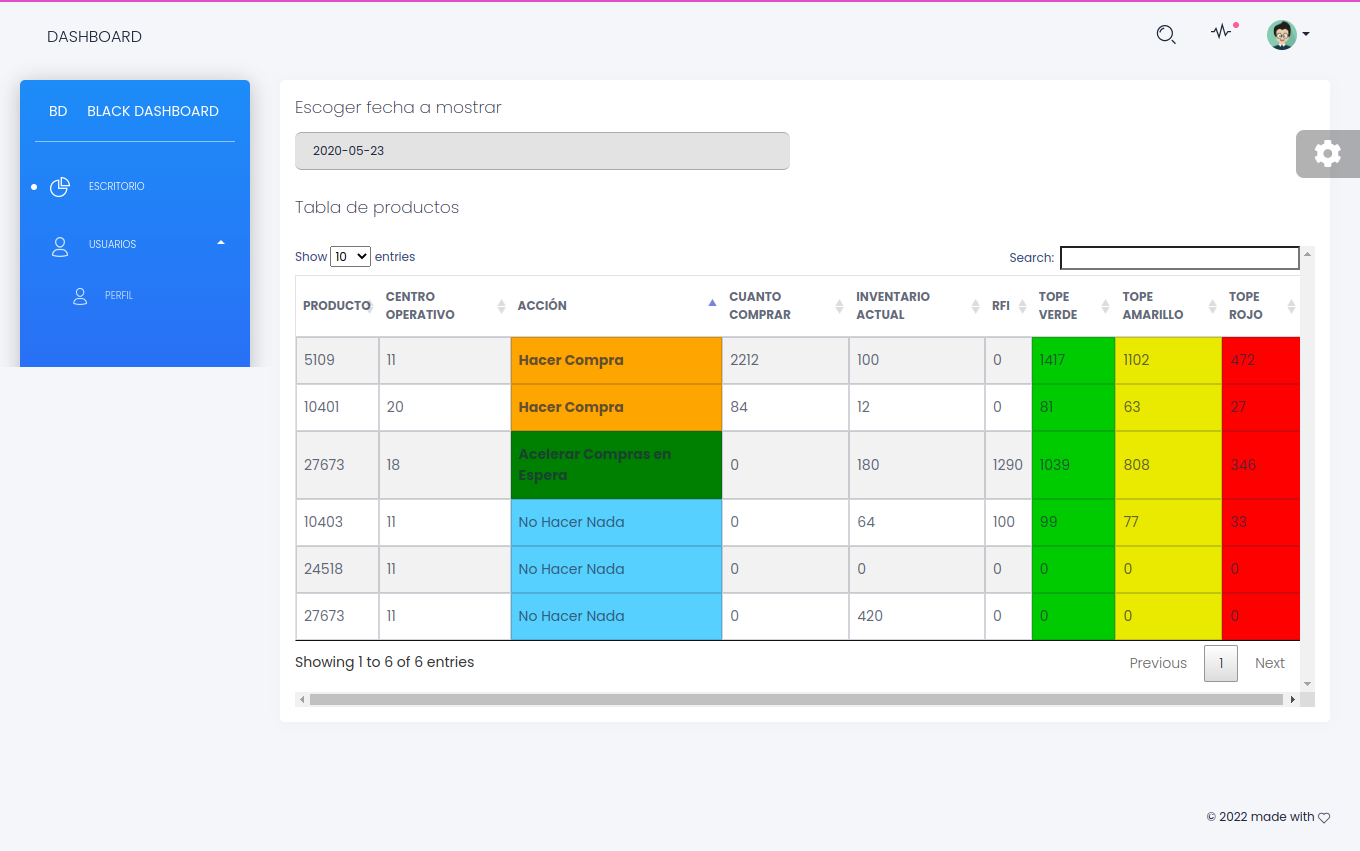 DASHBOARD
BD BLACK DASHBOARD
ESCRITORIO
USUARIOS
PERFIL
Escoger fecha a mostrar
2020-05-23
Tabla de productos
Show 10 entries Search:
PRODUCTO CENTRO OPERATIVO ACCIÓN CUANTO COMPRAR INVENTARIO ACTUAL RFI TOPE VERDE TOPE AMARILLO TOPE ROJO
5109 11 Hacer Compra 2212 100 0 1417 1102 472
10401 20 Hacer Compra 84 12 0 81 63 27
27673 18 Acelerar Compras en Espera 0 180 1290 1039 808 346
10403 11 No Hacer Nada 0 64 100 99 77 33
24518 11 No Hacer Nada 0 0 0 0 0 0
27673 11 No Hacer Nada 0 420 0 0 0 0
Showing 1 to 6 of 6 entries Previous 1 Next
© 2022 made with